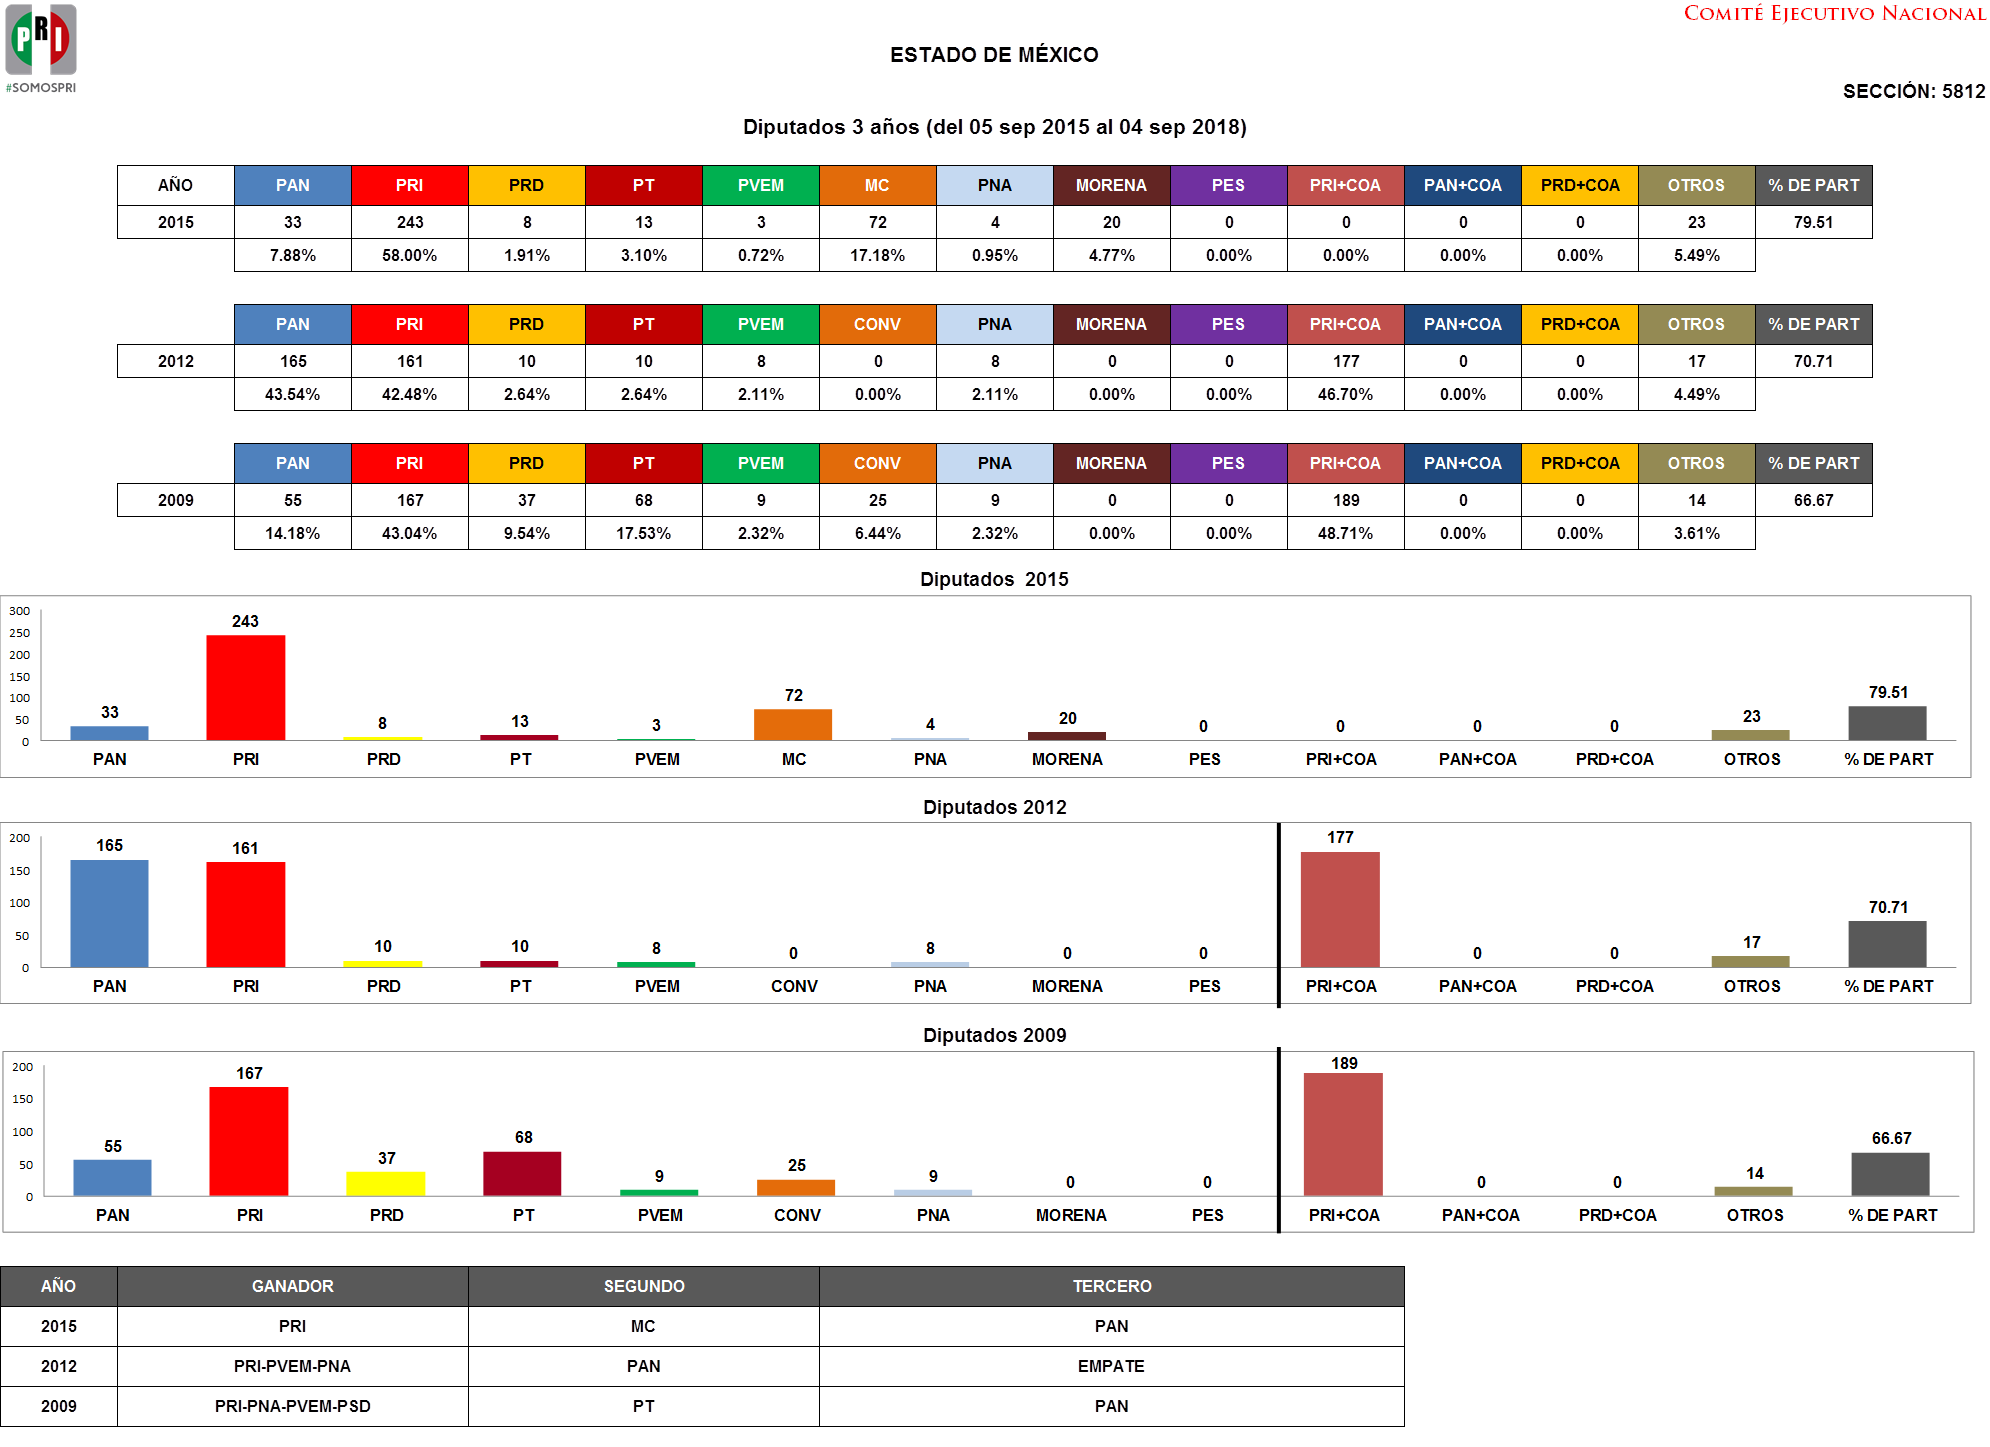 PRI
#SOMOSPRI
COMITÉ EJECUTIVO NACIONAL
ESTADO DE MÉXICO
SECCIÓN: 5812
Diputados 3 años (del 05 sep 2015 al 04 sep 2018)
AÑO PAN PRI PRD PT PVEM MC PNA MORENA PES PRI+COA PAN+COA PRD+COA OTROS % DE PART
2015 33 243 8 13 3 72 4 20 0 0 0 0 23 79.51
7.88% 58.00% 1.91% 3.10% 0.72% 17.18% 0.95% 4.77% 0.00% 0.00% 0.00% 0.00% 5.49%
PAN PRI PRD PT PVEM CONV PNA MORENA PES PRI+COA PAN+COA PRD+COA OTROS % DE PART
2012 165 161 10 10 8 0 8 0 0 177 0 0 17 70.71
43.54% 42.48% 2.64% 2.64% 2.11% 0.00% 2.11% 0.00% 0.00% 46.70% 0.00% 0.00% 4.49%
PAN PRI PRD PT PVEM CONV PNA MORENA PES PRI+COA PAN+COA PRD+COA OTROS % DE PART
2009 55 167 37 68 9 25 9 0 0 189 0 0 14 66.67
14.18% 43.04% 9.54% 17.53% 2.32% 6.44% 2.32% 0.00% 0.00% 48.71% 0.00% 0.00% 3.61%
Diputados 2015
300
250
200
150
100
50
0
33 243 8 13 3 72 4 20 0 0 0 0 23 79.51
PAN PRI PRD PT PVEM MC PNA MORENA PES PRI+COA PAN+COA PRD+COA OTROS % DE PART
Diputados 2012
200
150
100
50
0
165 161 10 10 8 0 8 0 0 177 0 0 17 70.71
PAN PRI PRD PT PVEM CONV PNA MORENA PES PRI+COA PAN+COA PRD+COA OTROS % DE PART
Diputados 2009
200
150
100
50
0
55 167 37 68 9 25 9 0 0 189 0 0 14 66.67
PAN PRI PRD PT PVEM CONV PNA MORENA PES PRI+COA PAN+COA PRD+COA OTROS % DE PART
AÑO GANADOR SEGUNDO TERCERO
2015 PRI MC PAN
2012 PRI-PVEM-PNA PAN EMPATE
2009 PRI-PNA-PVEM-PSD PT PAN